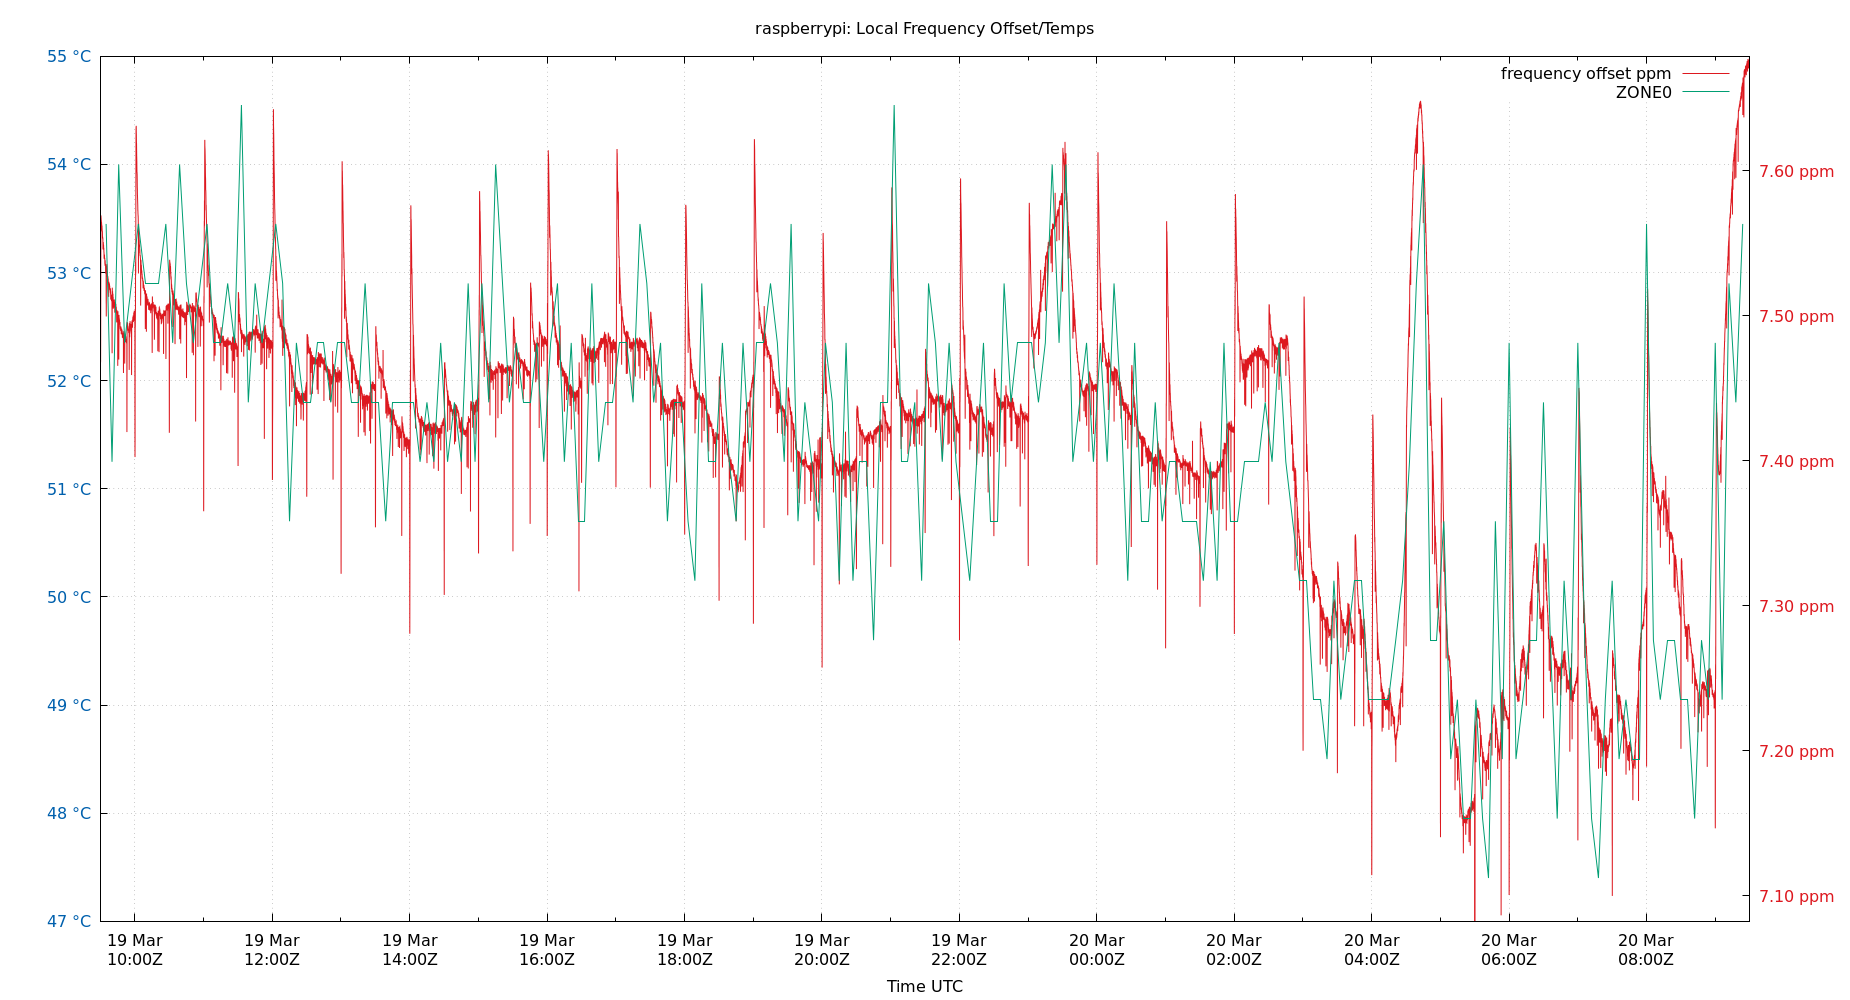 raspberrypi: Local Frequency Offset/Temps
frequency offset ppm
ZONE0
55 °C
54 °C
53 °C
52 °C
51 °C
50 °C
49 °C
48 °C
47 °C
7.60 ppm
7.50 ppm
7.40 ppm
7.30 ppm
7.20 ppm
7.10 ppm
19 Mar
10:00Z
19 Mar
12:00Z
19 Mar
14:00Z
19 Mar
16:00Z
19 Mar
18:00Z
19 Mar
20:00Z
19 Mar
22:00Z
20 Mar
00:00Z
20 Mar
02:00Z
20 Mar
04:00Z
20 Mar
06:00Z
20 Mar
08:00Z
Time UTC